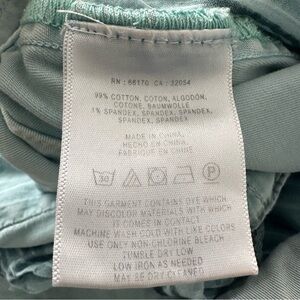 RN: 66170 CA: 32054
99% COTTON, COTON, ALGODÓN,
COTONE, BAUMWOLLE
1% SPANDEX, SPANDEX, SPANDEX,
SPANDEX, SPANDEX
MADE IN CHINA,
HECHO EN CHINA,
FABRIQUE EN CHINE
30 P
THIS GARMENT CONTAINS DYE WHICH
MAY DISCOLOR MATERIALS WITH WHICH
IT COMES IN CONTACT
MACHINE WASH COLD WITH LIKE COLORS
USE ONLY NON-CHLORINE BLEACH
TUMBLE DRY LOW
LOW IRON AS NEEDED
MAY BE DRY CLEANED